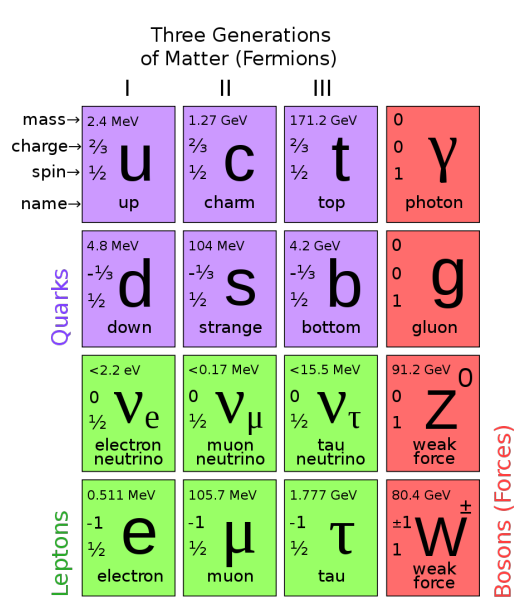 Three Generations
of Matter (Fermions)
I II III
mass→
charge→
spin→
name→
2.4 MeV
⅔
½
u
up
1.27 GeV
⅔
½
c
charm
171.2 GeV
⅔
½
t
top
0
0
1
γ
photon
Quarks
4.8 MeV
-⅓
½
d
down
104 MeV
-⅓
½
s
strange
4.2 GeV
-⅓
½
b
bottom
0
0
1
g
gluon
<2.2 eV
0
½
νe
electron
neutrino
<0.17 MeV
0
½
νμ
muon
neutrino
<15.5 MeV
0
½
ντ
tau
neutrino
91.2 GeV
0
1
Z0
weak
force
Leptons
0.511 MeV
-1
½
e
electron
105.7 MeV
-1
½
μ
muon
1.777 GeV
-1
½
τ
tau
80.4 GeV
±1
1
W±
weak
force
Bosons (Forces)